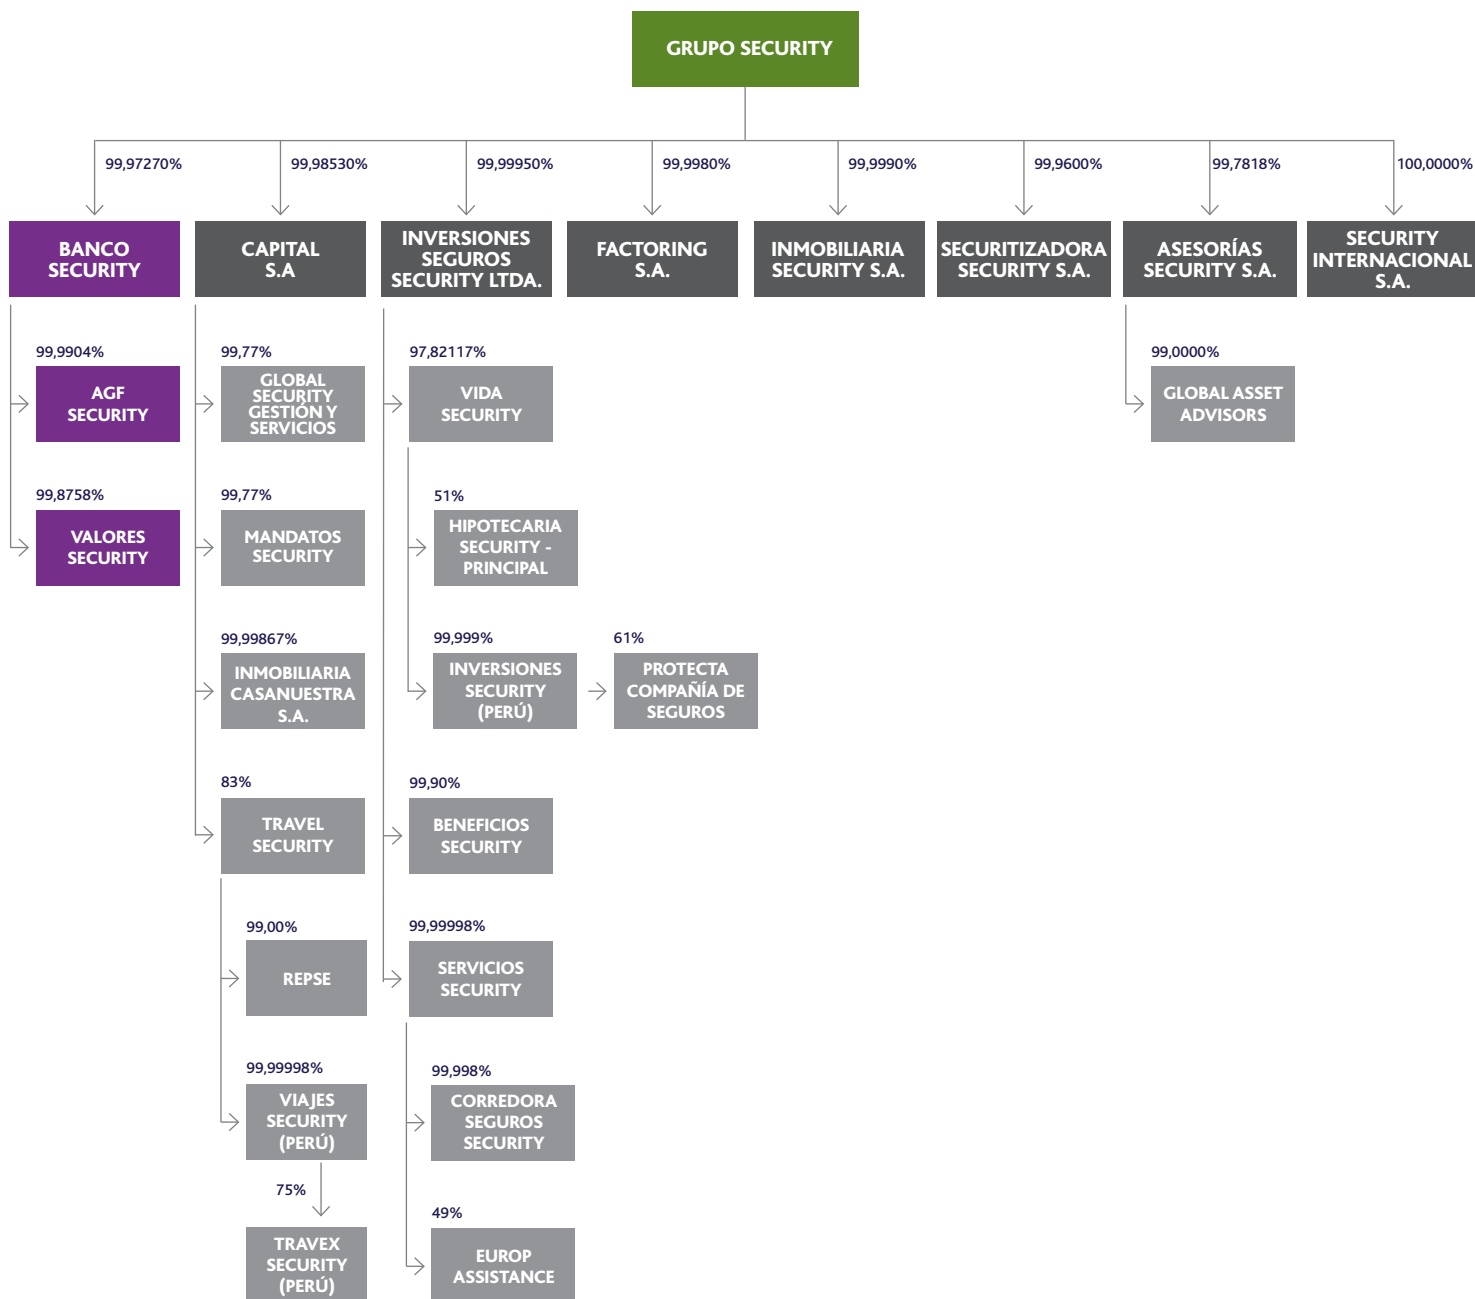 GRUPO SECURITY
99,97270%
99,98530%
99,99950%
99,9980%
99,9990%
99,9600%
99,7818%
100,0000%
BANCO
SECURITY
CAPITAL
S.A
INVERSIONES
SEGUROS
SECURITY LTDA.
FACTORING
S.A.
INMOBILIARIA
SECURITY S.A.
SECURITIZADORA
SECURITY S.A.
ASESORÍAS
SECURITY S.A.
SECURITY
INTERNACIONAL
S.A.
99,9904%
AGF
SECURITY
99,77%
GLOBAL
SECURITY
GESTIÓN Y
SERVICIOS
97,82117%
VIDA
SECURITY
99,0000%
GLOBAL ASSET
ADVISORS
99,8758%
VALORES
SECURITY
99,77%
MANDATOS
SECURITY
51%
HIPOTECARIA
SECURITY -
PRINCIPAL
99,99867%
INMOBILIARIA
CASANUESTRA
S.A.
99,999%
INVERSIONES
SECURITY
(PERÚ)
61%
PROTECTA
COMPAÑÍA DE
SEGUROS
83%
TRAVEL
SECURITY
99,90%
BENEFICIOS
SECURITY
99,00%
REPSE
99,99998%
SERVICIOS
SECURITY
99,99998%
VIAJES
SECURITY
(PERÚ)
99,998%
CORREDORA
SEGUROS
SECURITY
75%
TRAVEX
SECURITY
(PERÚ)
49%
EUROP
ASSISTANCE